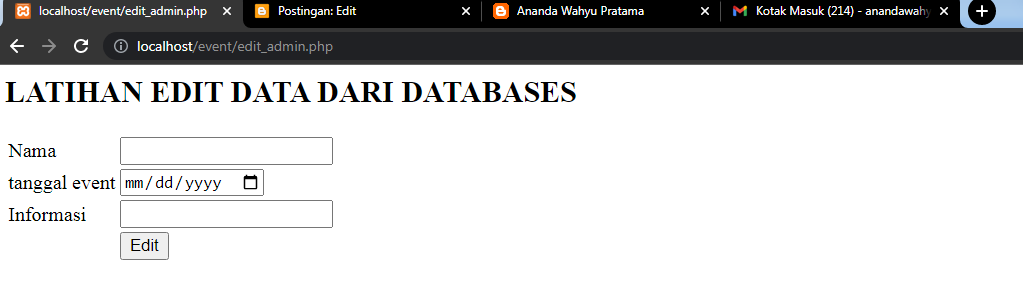 localhost/event/edit_admin.php
Postingan: Edit
Ananda Wahyu Pratama
Kotak Masuk (214) - anandawahy
localhost/event/edit_admin.php
LATIHAN EDIT DATA DARI DATABASES
Nama
tanggal event mm/dd/yyyy
Informasi
Edit